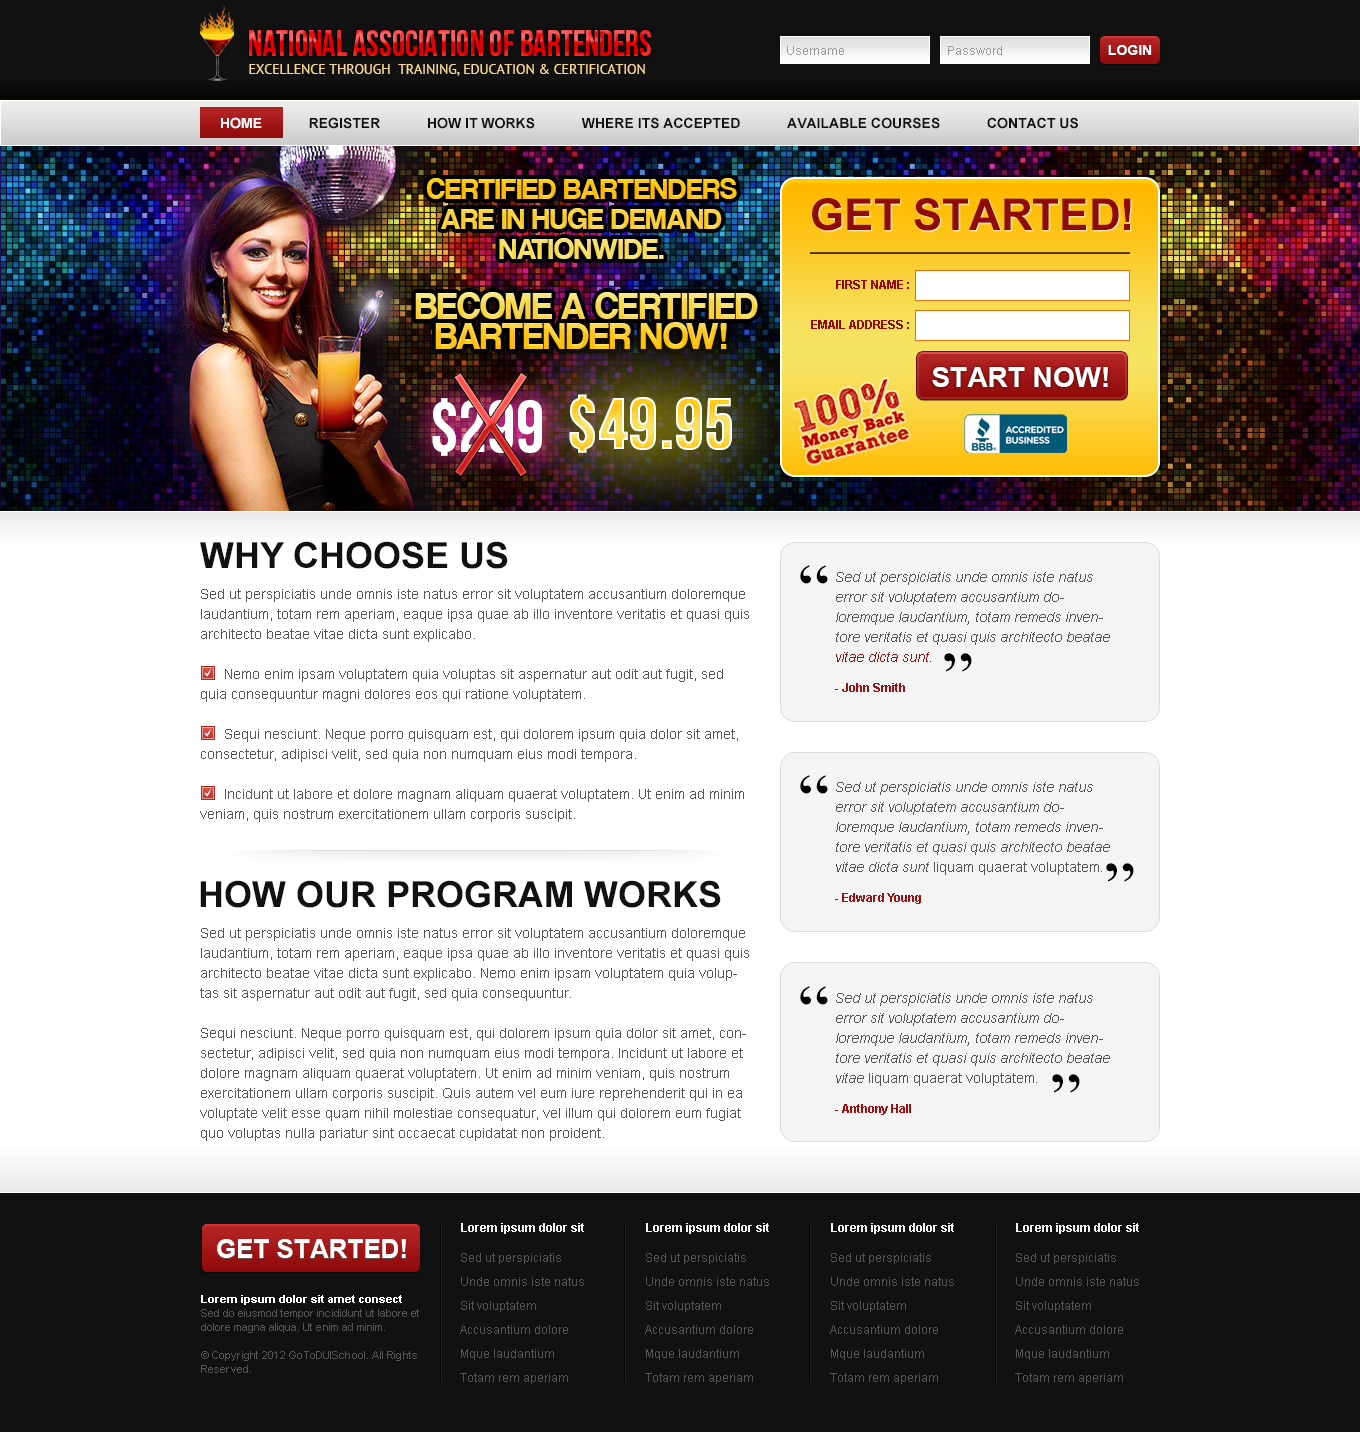 NATIONAL ASSOCIATION OF BARTENDERS
EXCELLENCE THROUGH TRAINING, EDUCATION & CERTIFICATION
Username
Password
LOGIN
HOME
REGISTER
HOW IT WORKS
WHERE ITS ACCEPTED
AVAILABLE COURSES
CONTACT US
CERTIFIED BARTENDERS
ARE IN HUGE DEMAND
NATIONWIDE.
BECOME A CERTIFIED
BARTENDER NOW!
$299 $49.95
GET STARTED!
FIRST NAME :
EMAIL ADDRESS :
START NOW!
100%
Money Back
Guarantee
BBB.
ACCREDITED
BUSINESS
WHY CHOOSE US
Sed ut perspiciatis unde omnis iste natus error sit voluptatem accusantium doloremque
laudantium, totam rem aperiam, eaque ipsa quae ab illo inventore veritatis et quasi quis
architecto beatae vitae dicta sunt explicabo.
Nemo enim ipsam voluptatem quia voluptas sit aspernatur aut odit aut fugit, sed
quia consequuntur magni dolores eos qui ratione voluptatem.
Sequi nesciunt. Neque porro quisquam est, qui dolorem ipsum quia dolor sit amet,
consectetur, adipisci velit, sed quia non numquam eius modi tempora.
Incidunt ut labore et dolore magnam aliquam quaerat voluptatem. Ut enim ad minim
veniam, quis nostrum exercitationem ullam corporis suscipit.
HOW OUR PROGRAM WORKS
Sed ut perspiciatis unde omnis iste natus error sit voluptatem accusantium doloremque
laudantium, totam rem aperiam, eaque ipsa quae ab illo inventore veritatis et quasi quis
architecto beatae vitae dicta sunt explicabo. Nemo enim ipsam voluptatem quia volup-
tas sit aspernatur aut odit aut fugit, sed quia consequuntur.
Sequi nesciunt. Neque porro quisquam est, qui dolorem ipsum quia dolor sit amet, con-
sectetur, adipisci velit, sed quia non numquam eius modi tempora. Incidunt ut labore et
dolore magnam aliquam quaerat voluptatem. Ut enim ad minim veniam, quis nostrum
exercitationem ullam corporis suscipit. Quis autem vel eum iure reprehenderit qui in ea
voluptate velit esse quam nihil molestiae consequatur, vel illum qui dolorem eum fugiat
quo voluptas nulla pariatur sint occaecat cupidatat non proident.
“ Sed ut perspiciatis unde omnis iste natus
error sit voluptatem accusantium do-
loremque laudantium, totam remeds inven-
tore veritatis et quasi quis architecto beatae
vitae dicta sunt. ”
- John Smith
“ Sed ut perspiciatis unde omnis iste natus
error sit voluptatem accusantium do-
loremque laudantium, totam remeds inven-
tore veritatis et quasi quis architecto beatae
vitae dicta sunt liquam quaerat voluptatem. ”
- Edward Young
“ Sed ut perspiciatis unde omnis iste natus
error sit voluptatem accusantium do-
loremque laudantium, totam remeds inven-
tore veritatis et quasi quis architecto beatae
vitae liquam quaerat voluptatem. ”
- Anthony Hall
GET STARTED!
Lorem ipsum dolor sit amet consect
Sed do eiusmod tempor incididunt ut labore et
dolore magna aliqua. Ut enim ad minim.
© Copyright 2012 GoToDUISchool. All Rights
Reserved.
Lorem ipsum dolor sit
Sed ut perspiciatis
Unde omnis iste natus
Sit voluptatem
Accusantium dolore
Mque laudantium
Totam rem aperiam
Lorem ipsum dolor sit
Sed ut perspiciatis
Unde omnis iste natus
Sit voluptatem
Accusantium dolore
Mque laudantium
Totam rem aperiam
Lorem ipsum dolor sit
Sed ut perspiciatis
Unde omnis iste natus
Sit voluptatem
Accusantium dolore
Mque laudantium
Totam rem aperiam
Lorem ipsum dolor sit
Sed ut perspiciatis
Unde omnis iste natus
Sit voluptatem
Accusantium dolore
Mque laudantium
Totam rem aperiam